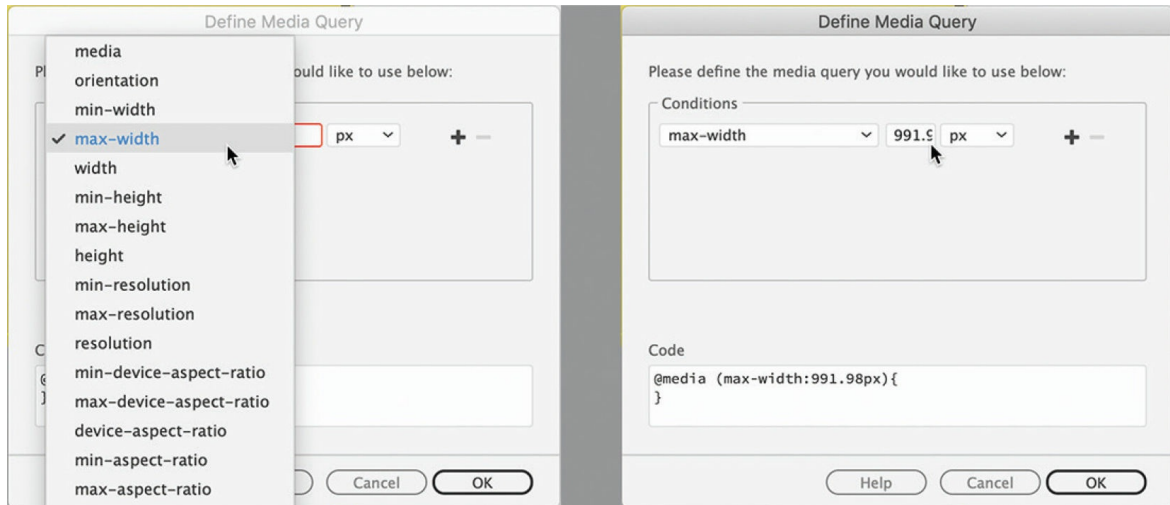 Define Media Query
media
Pl
ould like to use below:
orientation
min-width
✓ max-width
px
+ −
width
min-height
max-height
height
min-resolution
max-resolution
resolution
C
min-device-aspect-ratio
max-device-aspect-ratio
device-aspect-ratio
min-aspect-ratio
max-aspect-ratio
Cancel
OK
Define Media Query
Please define the media query you would like to use below:
Conditions
max-width
991.9
px
+ −
Code
@media (max-width:991.98px){
}
Help
Cancel
OK